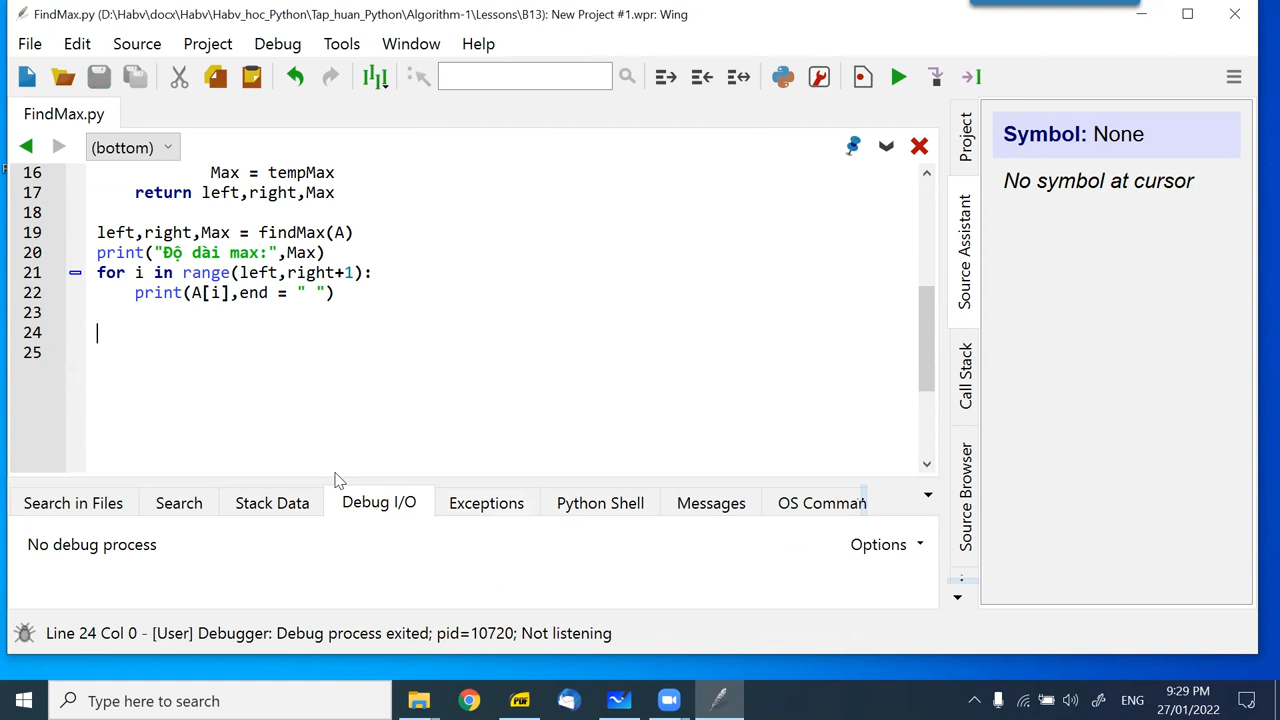 FindMax.py (D:\Habv\docx\Habv\Habv_hoc_Python\Tap_huan_Python\Algorithm-1\Lessons\B13): New Project #1.wpr: Wing
File Edit Source Project Debug Tools Window Help
FindMax.py
(bottom)
16 Max = tempMax
17 return left,right,Max
18
19 left,right,Max = findMax(A)
20 print("Độ dài max:",Max)
21 for i in range(left,right+1):
22 print(A[i],end = " ")
23
24
25
Project
Source Assistant
Call Stack
Source Browser
Symbol: None
No symbol at cursor
Search in Files Search Stack Data Debug I/O Exceptions Python Shell Messages OS Comman
No debug process Options
Line 24 Col 0 - [User] Debugger: Debug process exited; pid=10720; Not listening
Type here to search
PDF
ENG
9:29 PM
27/01/2022